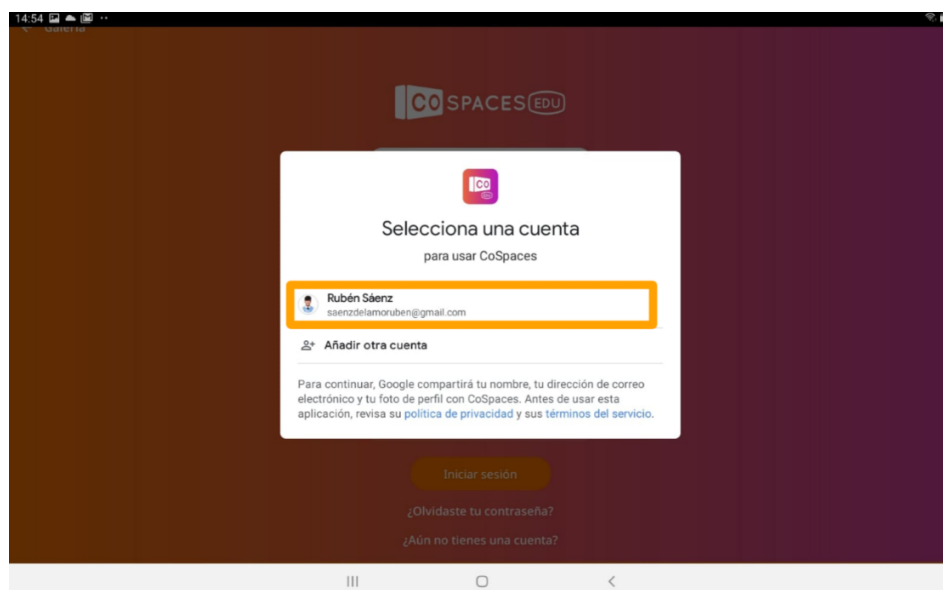 14:54
← Galería
CO SPACES EDU
CO
Selecciona una cuenta
para usar CoSpaces
Rubén Sáenz
saenzdelamoruben@gmail.com
Añadir otra cuenta
Para continuar, Google compartirá tu nombre, tu dirección de correo
electrónico y tu foto de perfil con CoSpaces. Antes de usar esta
aplicación, revisa su política de privacidad y sus términos del servicio.
Iniciar sesión
¿Olvidaste tu contraseña?
¿Aún no tienes una cuenta?